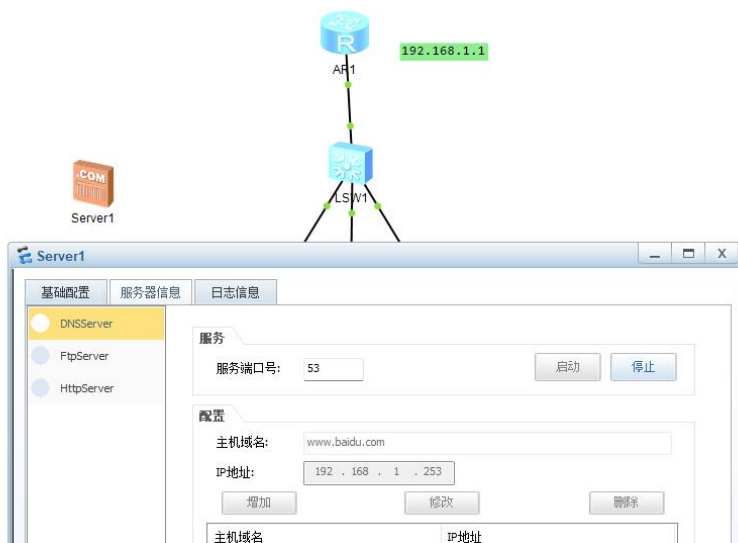 R
192.168.1.1
AR1
.COM
LSW1
Server1
Server1
基础配置 服务器信息 日志信息
DNSServer
FtpServer
HttpServer
服务
服务端口号: 53 启动 停止
配置
主机域名: www.baidu.com
IP地址: 192 . 168 . 1 . 253
增加 修改 删除
主机域名 IP地址